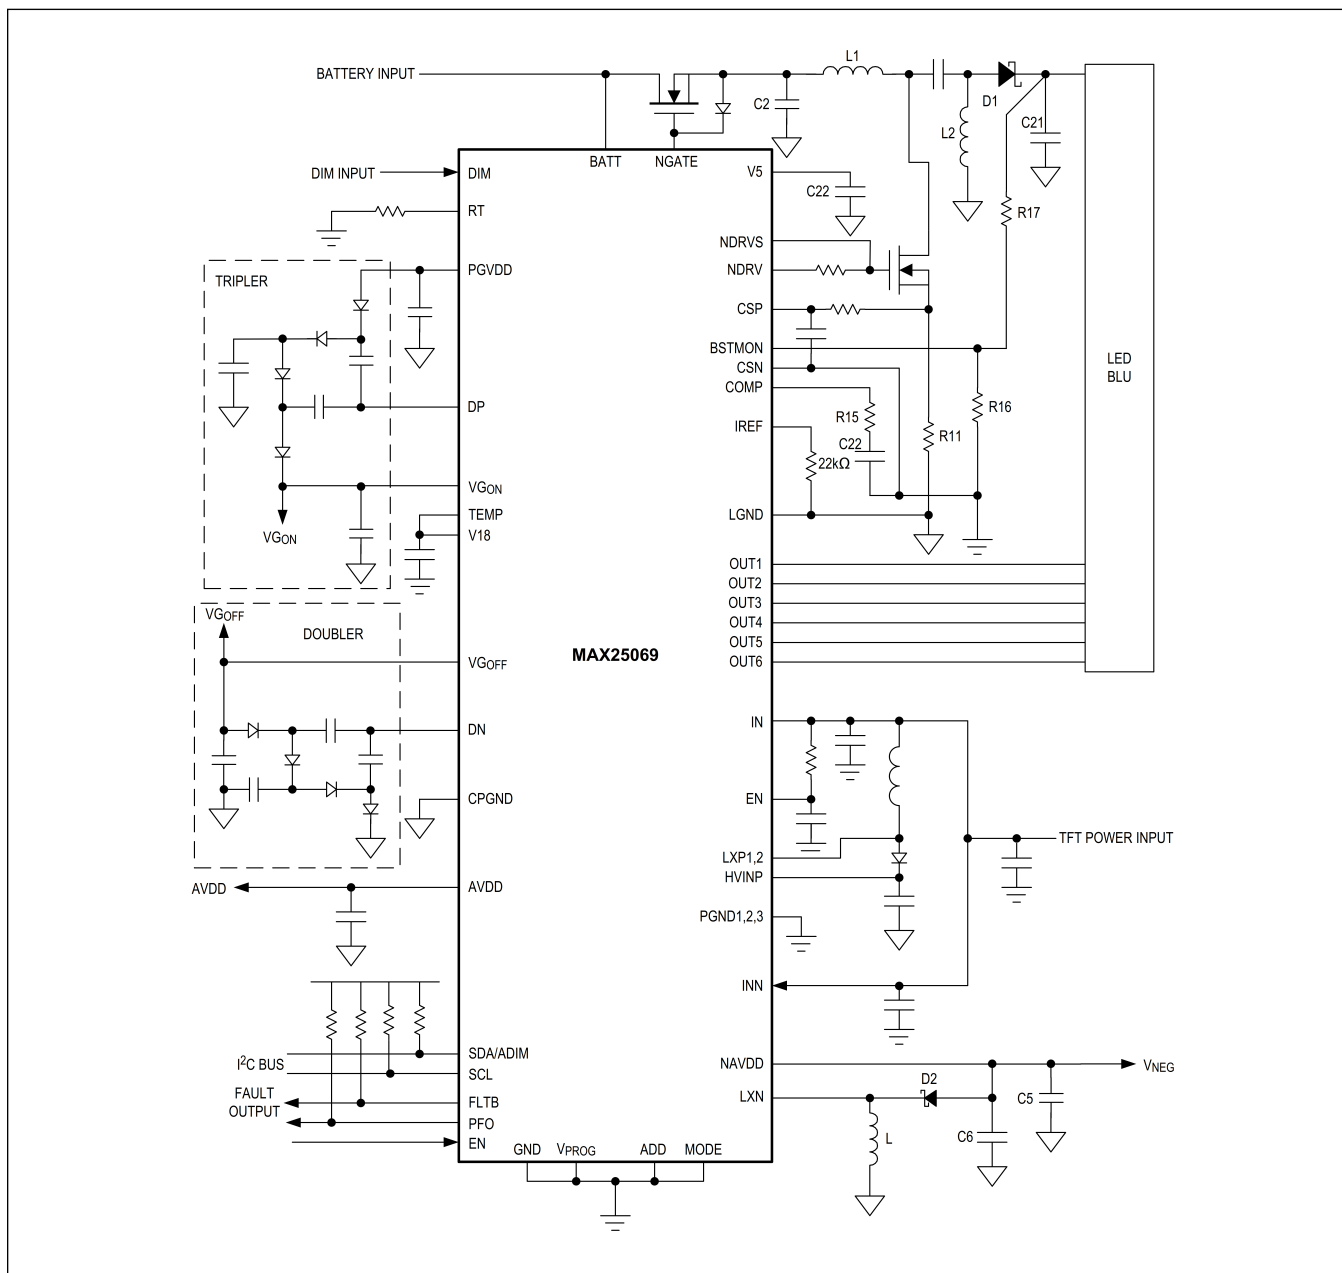 L1
BATTERY INPUT
C2
D1
L2
C21
BATT
NGATE
DIM INPUT
DIM
V5
C22
RT
R17
NDRVS
TRIPLER
PGVDD
NDRV
CSP
BSTMON
CSN
LED
BLU
COMP
DP
R15
R16
IREF
C22
R11
22kΩ
VGON
LGND
TEMP
VGON
V18
OUT1
OUT2
OUT3
OUT4
OUT5
OUT6
VGOFF
DOUBLER
MAX25069
VGOFF
IN
DN
EN
CPGND
TFT POWER INPUT
LXP1,2
HVINP
AVDD
AVDD
PGND1,2,3
INN
SDA/ADIM
I2C BUS
SCL
NAVDD
VNEG
D2
FAULT
OUTPUT
FLTB
LXN
C5
PFO
EN
C6
L
GND
VPROG
ADD
MODE